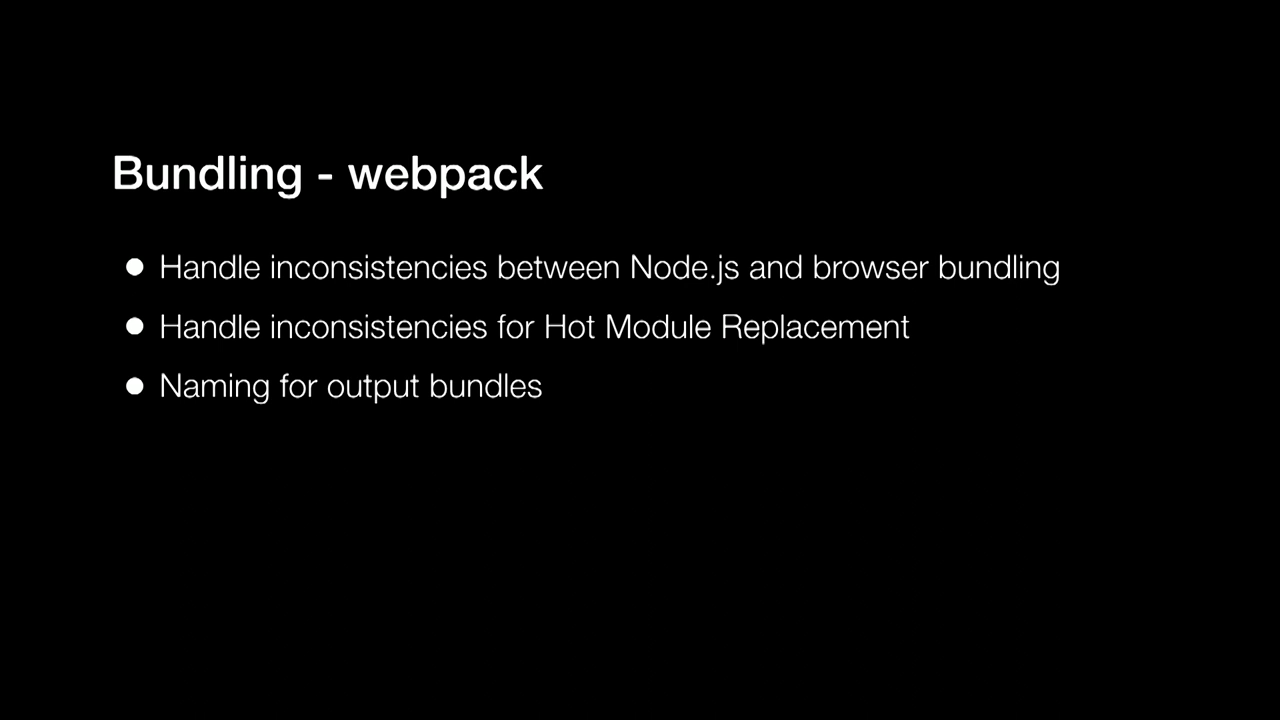 Bundling - webpack
● Handle inconsistencies between Node.js and browser bundling
● Handle inconsistencies for Hot Module Replacement
● Naming for output bundles